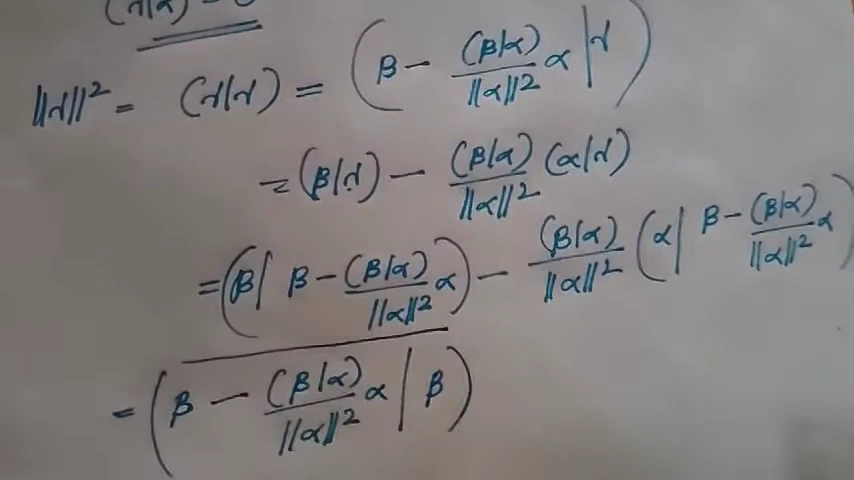 (γ|α) =
||γ||² = (γ|γ) = (β − (β|α)/||α||² α | γ)
= (β|γ) − (β|α)/||α||² (α|γ)
= (β | β − (β|α)/||α||² α) − (β|α)/||α||² (α | β − (β|α)/||α||² α)
= (β − (β|α)/||α||² α | β)